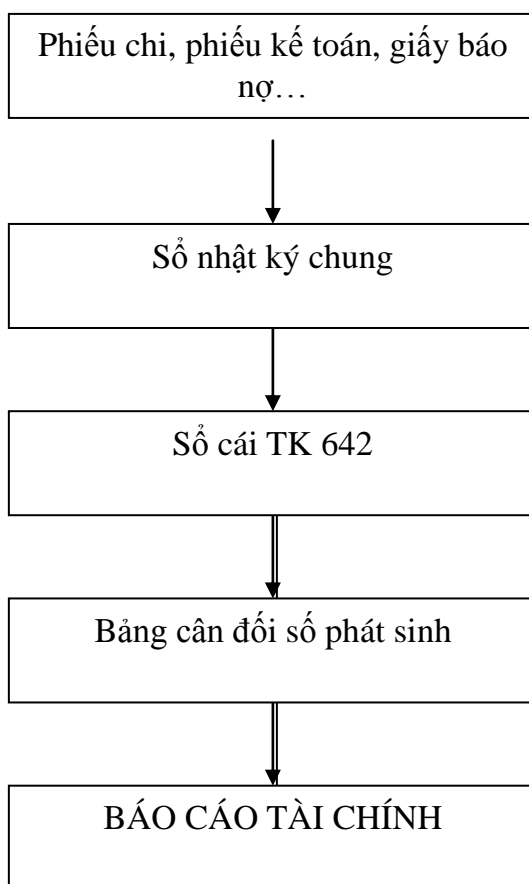 Phiếu chi, phiếu kế toán, giấy báo
nợ…
Sổ nhật ký chung
Sổ cái TK 642
Bảng cân đối số phát sinh
BÁO CÁO TÀI CHÍNH